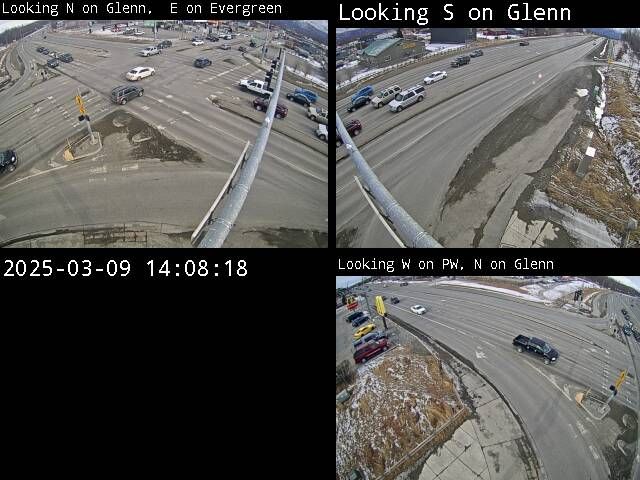 Looking N on Glenn,  E on Evergreen
Looking S on Glenn
2025-03-09 14:08:18
Looking W on PW, N on Glenn